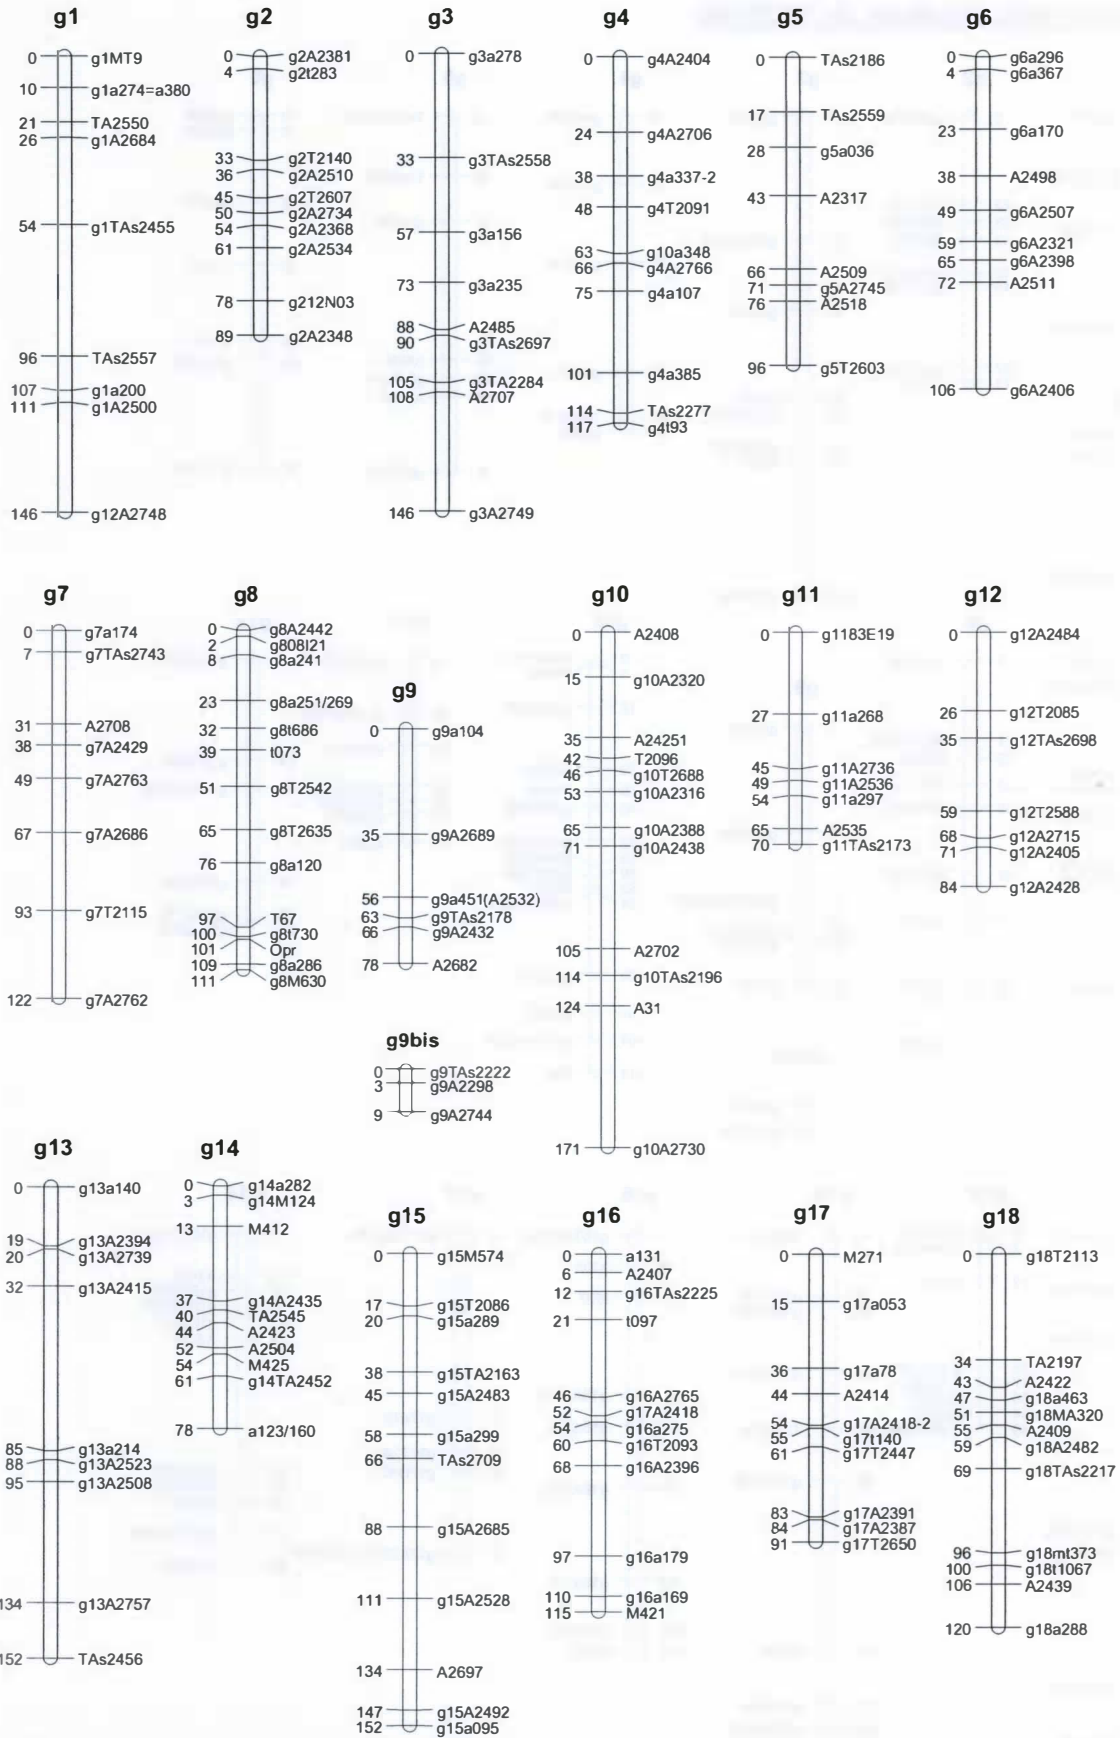 g1
0 g1MT9
10 g1a274=a380
21 TA2550
26 g1A2684
54 g1TAs2455
96 TAs2557
107 g1a200
111 g1A2500
146 g12A2748
g2
0 g2A2381
4 g2t283
33 g2T2140
36 g2A2510
45 g2T2607
50 g2A2734
54 g2A2368
61 g2A2534
78 g212N03
89 g2A2348
g3
0 g3a278
33 g3TAs2558
57 g3a156
73 g3a235
88 A2485
90 g3TAs2697
105 g3TA2284
108 A2707
146 g3A2749
g4
0 g4A2404
24 g4A2706
38 g4a337-2
48 g4T2091
63 g10a348
66 g4A2766
75 g4a107
101 g4a385
114 TAs2277
117 g4t93
g5
0 TAs2186
17 TAs2559
28 g5a036
43 A2317
66 A2509
71 g5A2745
76 A2518
96 g5T2603
g6
0 g6a296
4 g6a367
23 g6a170
38 A2498
49 g6A2507
59 g6A2321
65 g6A2398
72 A2511
106 g6A2406
g7
0 g7a174
7 g7TAs2743
31 A2708
38 g7A2429
49 g7A2763
67 g7A2686
93 g7T2115
122 g7A2762
g8
0 g8A2442
2 g808I21
8 g8a241
23 g8a251/269
32 g8t686
39 t073
51 g8T2542
65 g8T2635
76 g8a120
97 T67
100 g8t730
101 Opr
109 g8a286
111 g8M630
g9
0 g9a104
35 g9A2689
56 g9a451(A2532)
63 g9TAs2178
66 g9A2432
78 A2682
g9bis
0 g9TAs2222
3 g9A2298
9 g9A2744
g10
0 A2408
15 g10A2320
35 A24251
42 T2096
46 g10T2688
53 g10A2316
65 g10A2388
71 g10A2438
105 A2702
114 g10TAs2196
124 A31
171 g10A2730
g11
0 g1183E19
27 g11a268
45 g11A2736
49 g11A2536
54 g11a297
65 A2535
70 g11TAs2173
g12
0 g12A2484
26 g12T2085
35 g12TAs2698
59 g12T2588
68 g12A2715
71 g12A2405
84 g12A2428
g13
0 g13a140
19 g13A2394
20 g13A2739
32 g13A2415
85 g13a214
88 g13A2523
95 g13A2508
134 g13A2757
152 TAs2456
g14
0 g14a282
3 g14M124
13 M412
37 g14A2435
40 TA2545
44 A2423
52 A2504
54 M425
61 g14TA2452
78 a123/160
g15
0 g15M574
17 g15T2086
20 g15a289
38 g15TA2163
45 g15A2483
58 g15a299
66 TAs2709
88 g15A2685
111 g15A2528
134 A2697
147 g15A2492
152 g15a095
g16
0 a131
6 A2407
12 g16TAs2225
21 t097
46 g16A2765
52 g17A2418
54 g16a275
60 g16T2093
68 g16A2396
97 g16a179
110 g16a169
115 M421
g17
0 M271
15 g17a053
36 g17a78
44 A2414
54 g17A2418-2
55 g17t140
61 g17T2447
83 g17A2391
84 g17A2387
91 g17T2650
g18
0 g18T2113
34 TA2197
43 A2422
47 g18a463
51 g18MA320
55 A2409
59 g18A2482
69 g18TAs2217
96 g18mt373
100 g18t1067
106 A2439
120 g18a288